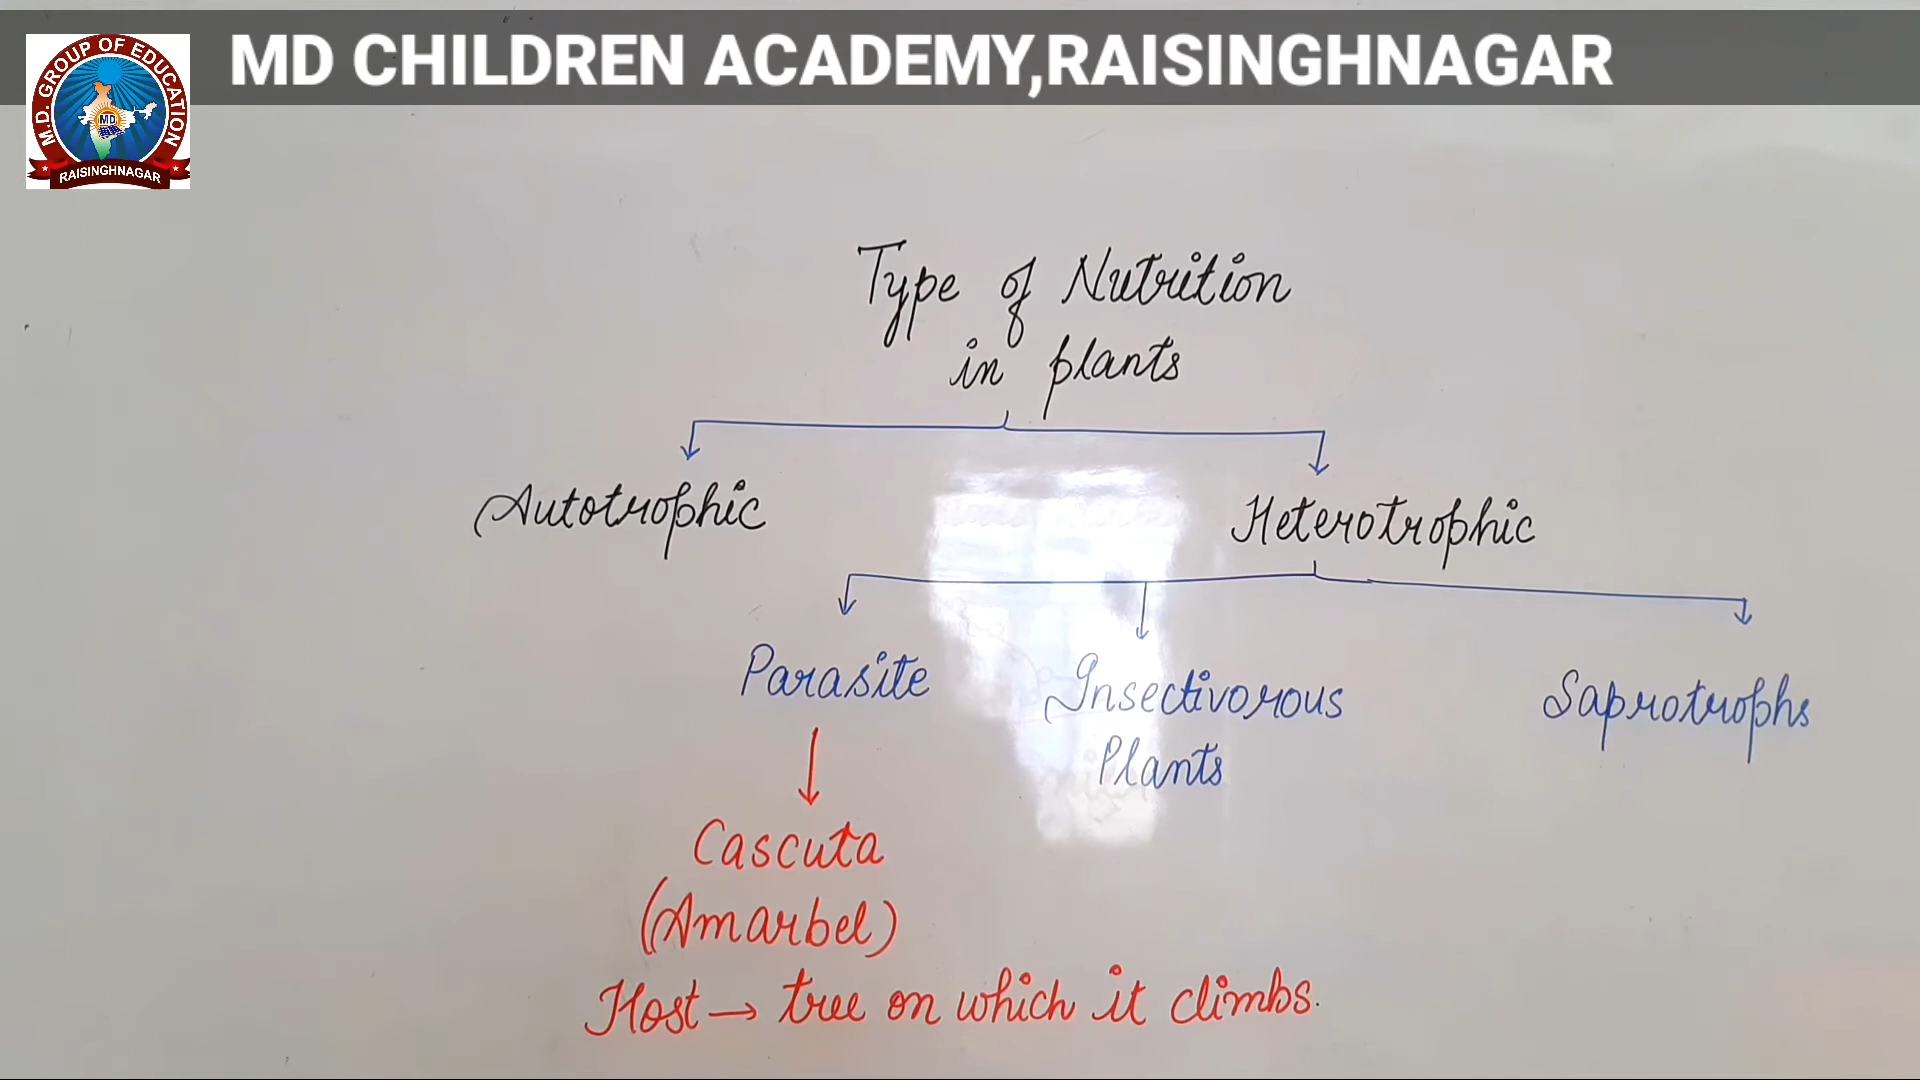 MD CHILDREN ACADEMY,RAISINGHNAGAR
M.D. GROUP OF EDUCATION
MD
RAISINGHNAGAR
Type of Nutrition
in plants
Autotrophic
Heterotrophic
Parasite
Insectivorous
Plants
Saprotrophs
Cascuta
(Amarbel)
Host → tree on which it climbs.